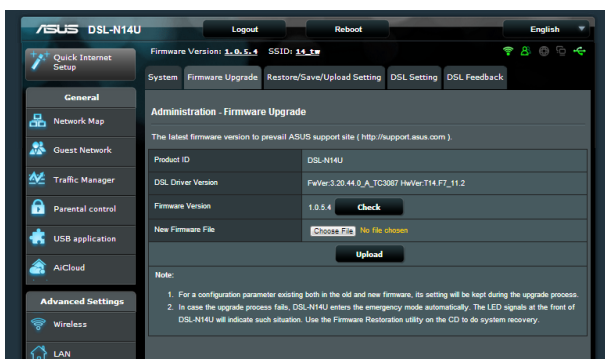 ASUS DSL-N14U Logout Reboot English
Quick Internet Setup
Firmware Version: 1.0.5.4 SSID: 14_tw
System Firmware Upgrade Restore/Save/Upload Setting DSL Setting DSL Feedback
General
Network Map
Guest Network
Traffic Manager
Parental control
USB application
AiCloud
Advanced Settings
Wireless
LAN
Administration - Firmware Upgrade
The latest firmware version to prevail ASUS support site ( http://support.asus.com ).
Product ID DSL-N14U
DSL Driver Version FwVer:3.20.44.0_A_TC3087 HwVer:T14.F7_11.2
Firmware Version 1.0.5.4 Check
New Firmware File Choose File No file chosen
Upload
Note:
1. For a configuration parameter existing both in the old and new firmware, its setting will be kept during the upgrade process.
2. In case the upgrade process fails, DSL-N14U enters the emergency mode automatically. The LED signals at the front of
DSL-N14U will indicate such situation. Use the Firmware Restoration utility on the CD to do system recovery.